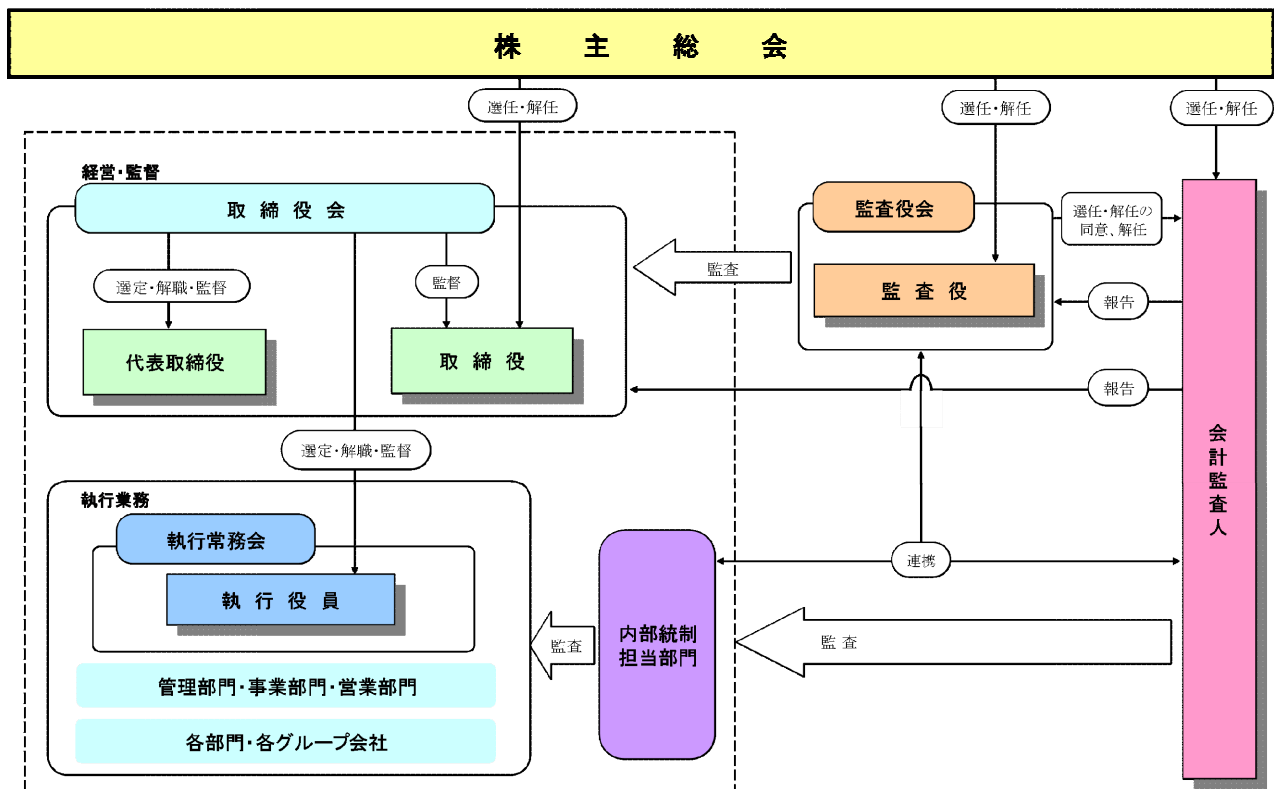 株主総会
選任・解任
選任・解任
選任・解任
経営・監督
取締役会
監査役会
選任・解任の
同意、解任
監査
選定・解職・監督
監督
監査役
報告
代表取締役
取締役
報告
会計監査人
選定・解職・監督
執行業務
執行常務会
連携
執行役員
内部統制
担当部門
監査
監査
管理部門・事業部門・営業部門
各部門・各グループ会社